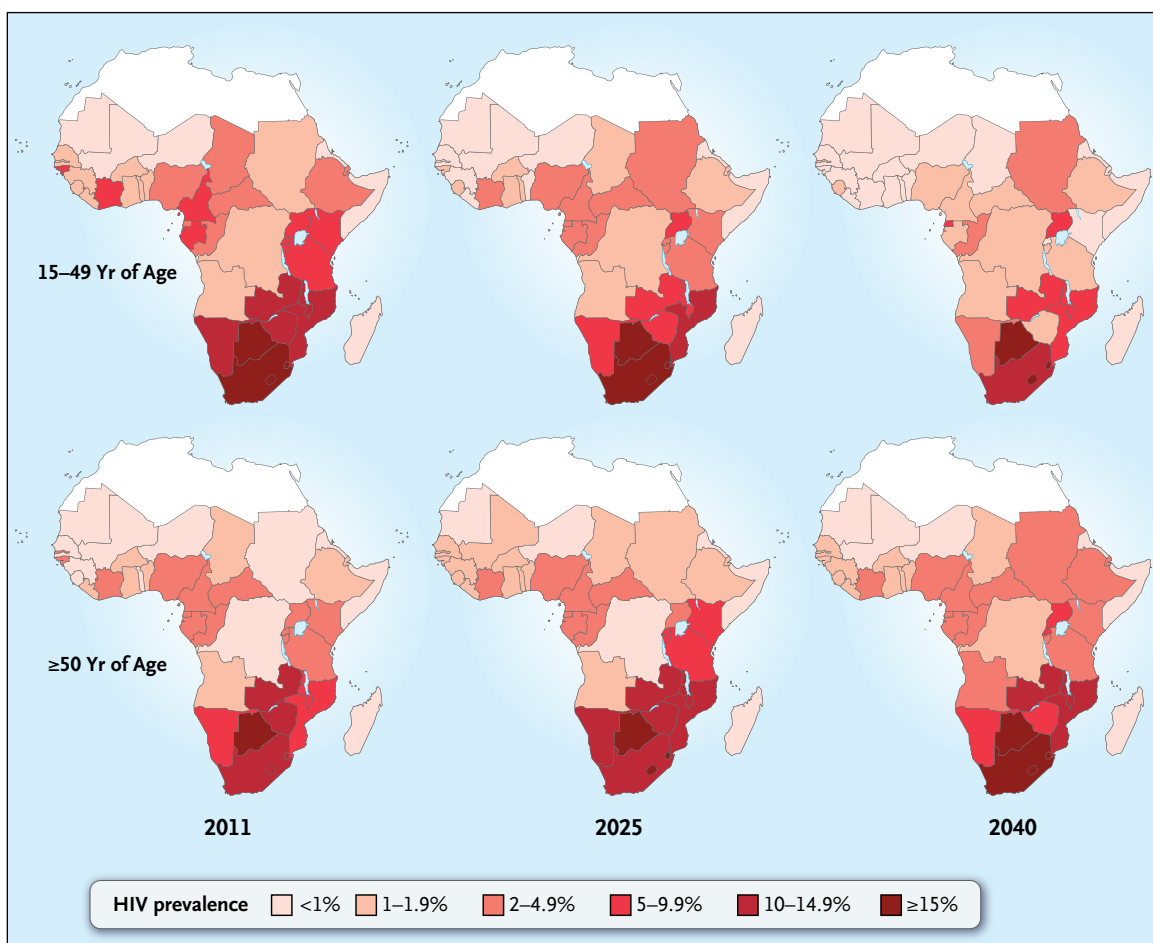 15–49 Yr of Age
≥50 Yr of Age
2011 2025 2040
HIV prevalence <1% 1–1.9% 2–4.9% 5–9.9% 10–14.9% ≥15%